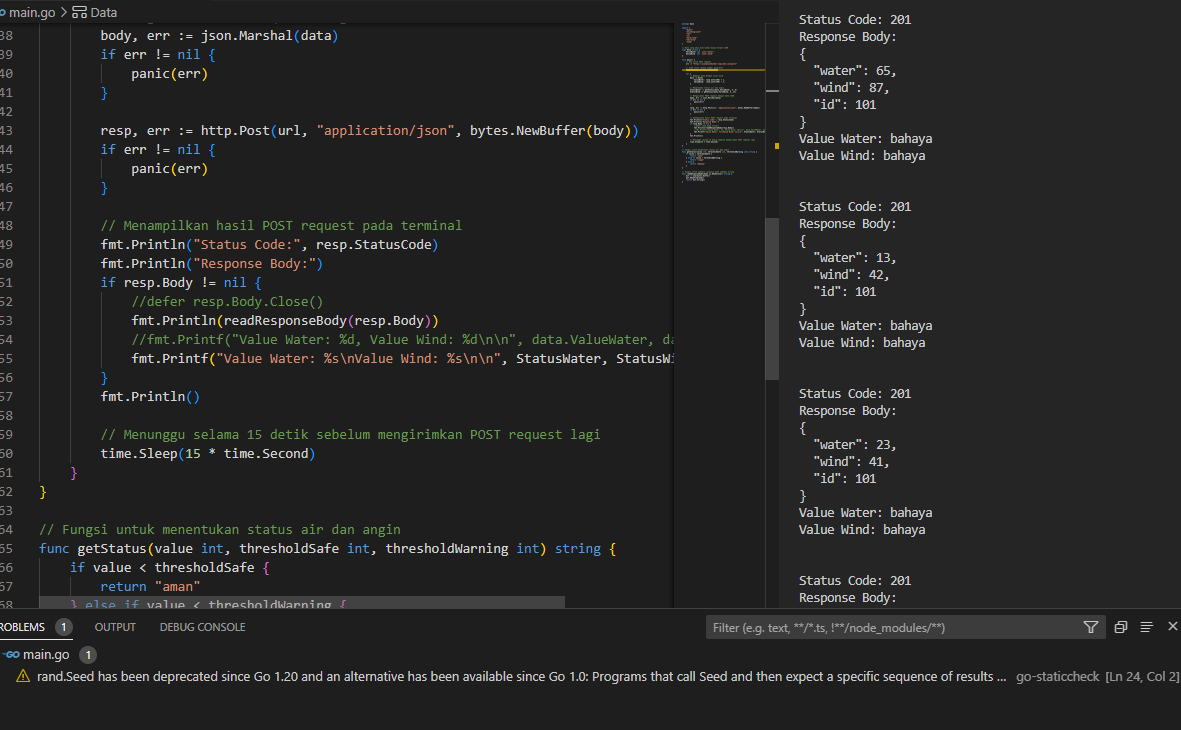 main.go > Data
38 body, err := json.Marshal(data)
39 if err != nil {
40 panic(err)
41 }
42
43 resp, err := http.Post(url, "application/json", bytes.NewBuffer(body))
44 if err != nil {
45 panic(err)
46 }
47
48 // Menampilkan hasil POST request pada terminal
49 fmt.Println("Status Code:", resp.StatusCode)
50 fmt.Println("Response Body:")
51 if resp.Body != nil {
52 //defer resp.Body.Close()
53 fmt.Println(readResponseBody(resp.Body))
54 //fmt.Printf("Value Water: %d, Value Wind: %d\n\n", data.ValueWater, da
55 fmt.Printf("Value Water: %s\nValue Wind: %s\n\n", StatusWater, StatusWi
56 }
57 fmt.Println()
58
59 // Menunggu selama 15 detik sebelum mengirimkan POST request lagi
60 time.Sleep(15 * time.Second)
61 }
62 }
63
64 // Fungsi untuk menentukan status air dan angin
65 func getStatus(value int, thresholdSafe int, thresholdWarning int) string {
66 if value < thresholdSafe {
67 return "aman"
68 } else if value < thresholdWarning {
Status Code: 201
Response Body:
{
"water": 65,
"wind": 87,
"id": 101
}
Value Water: bahaya
Value Wind: bahaya
Status Code: 201
Response Body:
{
"water": 13,
"wind": 42,
"id": 101
}
Value Water: bahaya
Value Wind: bahaya
Status Code: 201
Response Body:
{
"water": 23,
"wind": 41,
"id": 101
}
Value Water: bahaya
Value Wind: bahaya
Status Code: 201
Response Body:
ROBLEMS 1 OUTPUT DEBUG CONSOLE Filter (e.g. text, **/*.ts, !**/node_modules/**)
GO main.go 1
rand.Seed has been deprecated since Go 1.20 and an alternative has been available since Go 1.0: Programs that call Seed and then expect a specific sequence of results ... go-staticcheck [Ln 24, Col 2]